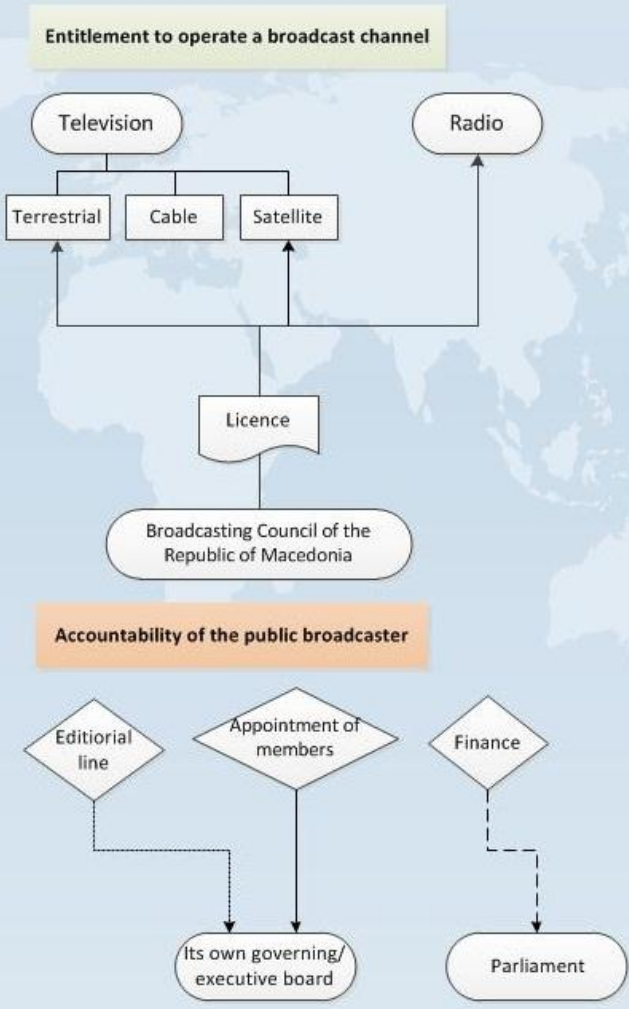 Entitlement to operate a broadcast channel
Television
Radio
Terrestrial
Cable
Satellite
Licence
Broadcasting Council of the
Republic of Macedonia
Accountability of the public broadcaster
Editiorial
line
Appointment of
members
Finance
Its own governing/
executive board
Parliament